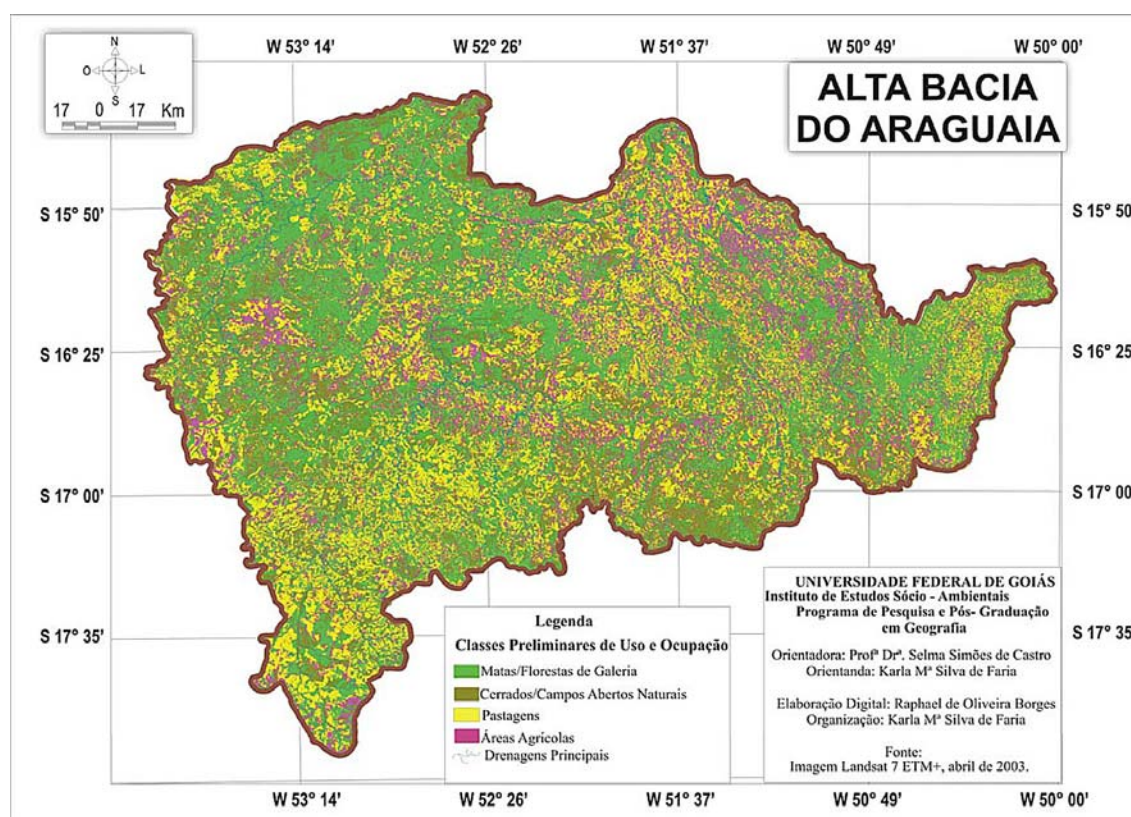 N
O
L
S
17 0 17 Km
W 53° 14'
W 52° 26'
W 51° 37'
W 50° 49'
W 50° 00'
ALTA BACIA
DO ARAGUAIA
S 15° 50'
S 15° 50'
S 16° 25'
S 16° 25'
S 17° 00'
S 17° 00'
S 17° 35'
S 17° 35'
Legenda
Classes Preliminares de Uso e Ocupação
Matas/Florestas de Galeria
Cerrados/Campos Abertos Naturais
Pastagens
Áreas Agrícolas
Drenagens Principais
UNIVERSIDADE FEDERAL DE GOIÁS
Instituto de Estudos Sócio - Ambientais
Programa de Pesquisa e Pós- Graduação
em Geografia
Orientadora: Profª Drª. Selma Simões de Castro
Orientanda: Karla Mª Silva de Faria
Elaboração Digital: Raphael de Oliveira Borges
Organização: Karla Mª Silva de Faria
Fonte:
Imagem Landsat 7 ETM+, abril de 2003.
W 53° 14'
W 52° 26'
W 51° 37'
W 50° 49'
W 50° 00'